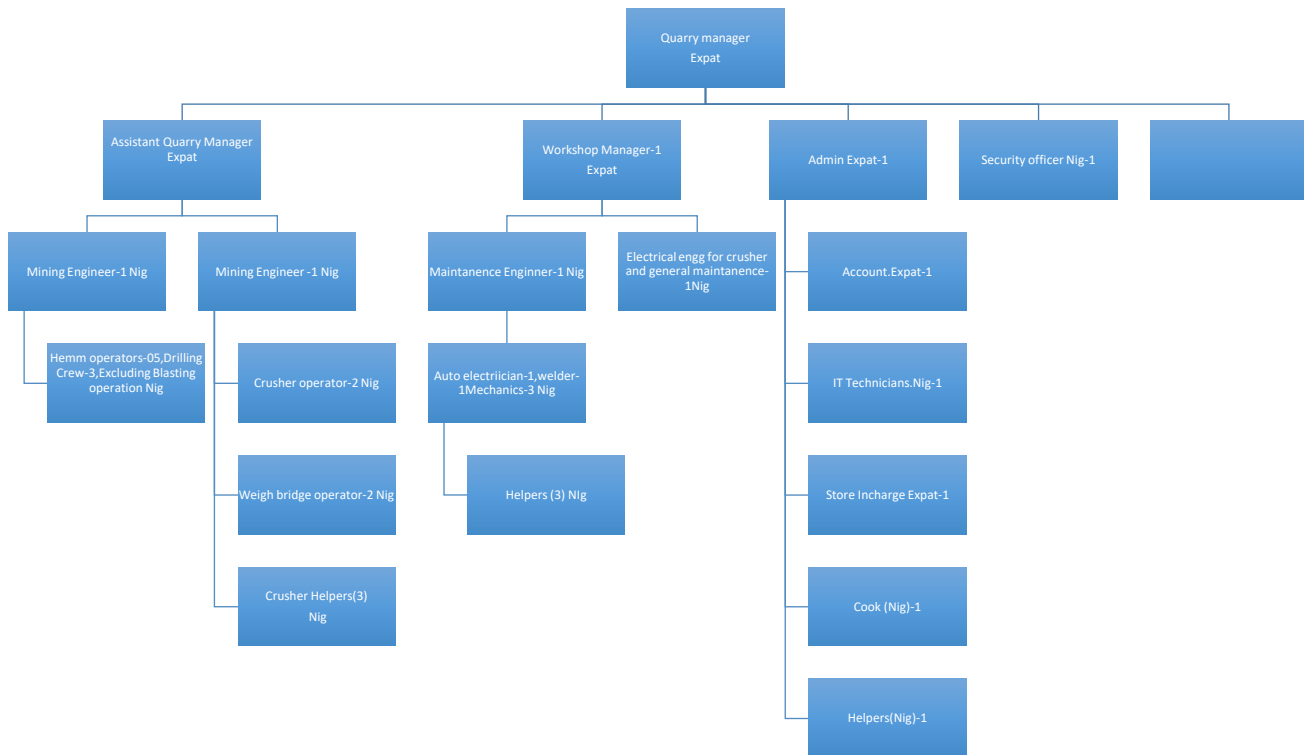 Quarry manager
Expat
Assistant Quarry Manager
Expat
Workshop Manager-1
Expat
Admin Expat-1
Security officer Nig-1
Mining Engineer-1 Nig
Mining Engineer -1 Nig
Maintanence Enginner-1 Nig
Electrical engg for crusher
and general maintanence-
1Nig
Account.Expat-1
Hemm operators-05,Drilling
Crew-3,Excluding Blasting
operation Nig
Crusher operator-2 Nig
Auto electriician-1,welder-
1Mechanics-3 Nig
IT Technicians.Nig-1
Weigh bridge operator-2 Nig
Helpers (3) NIg
Store Incharge Expat-1
Crusher Helpers(3)
Nig
Cook (Nig)-1
Helpers(Nig)-1